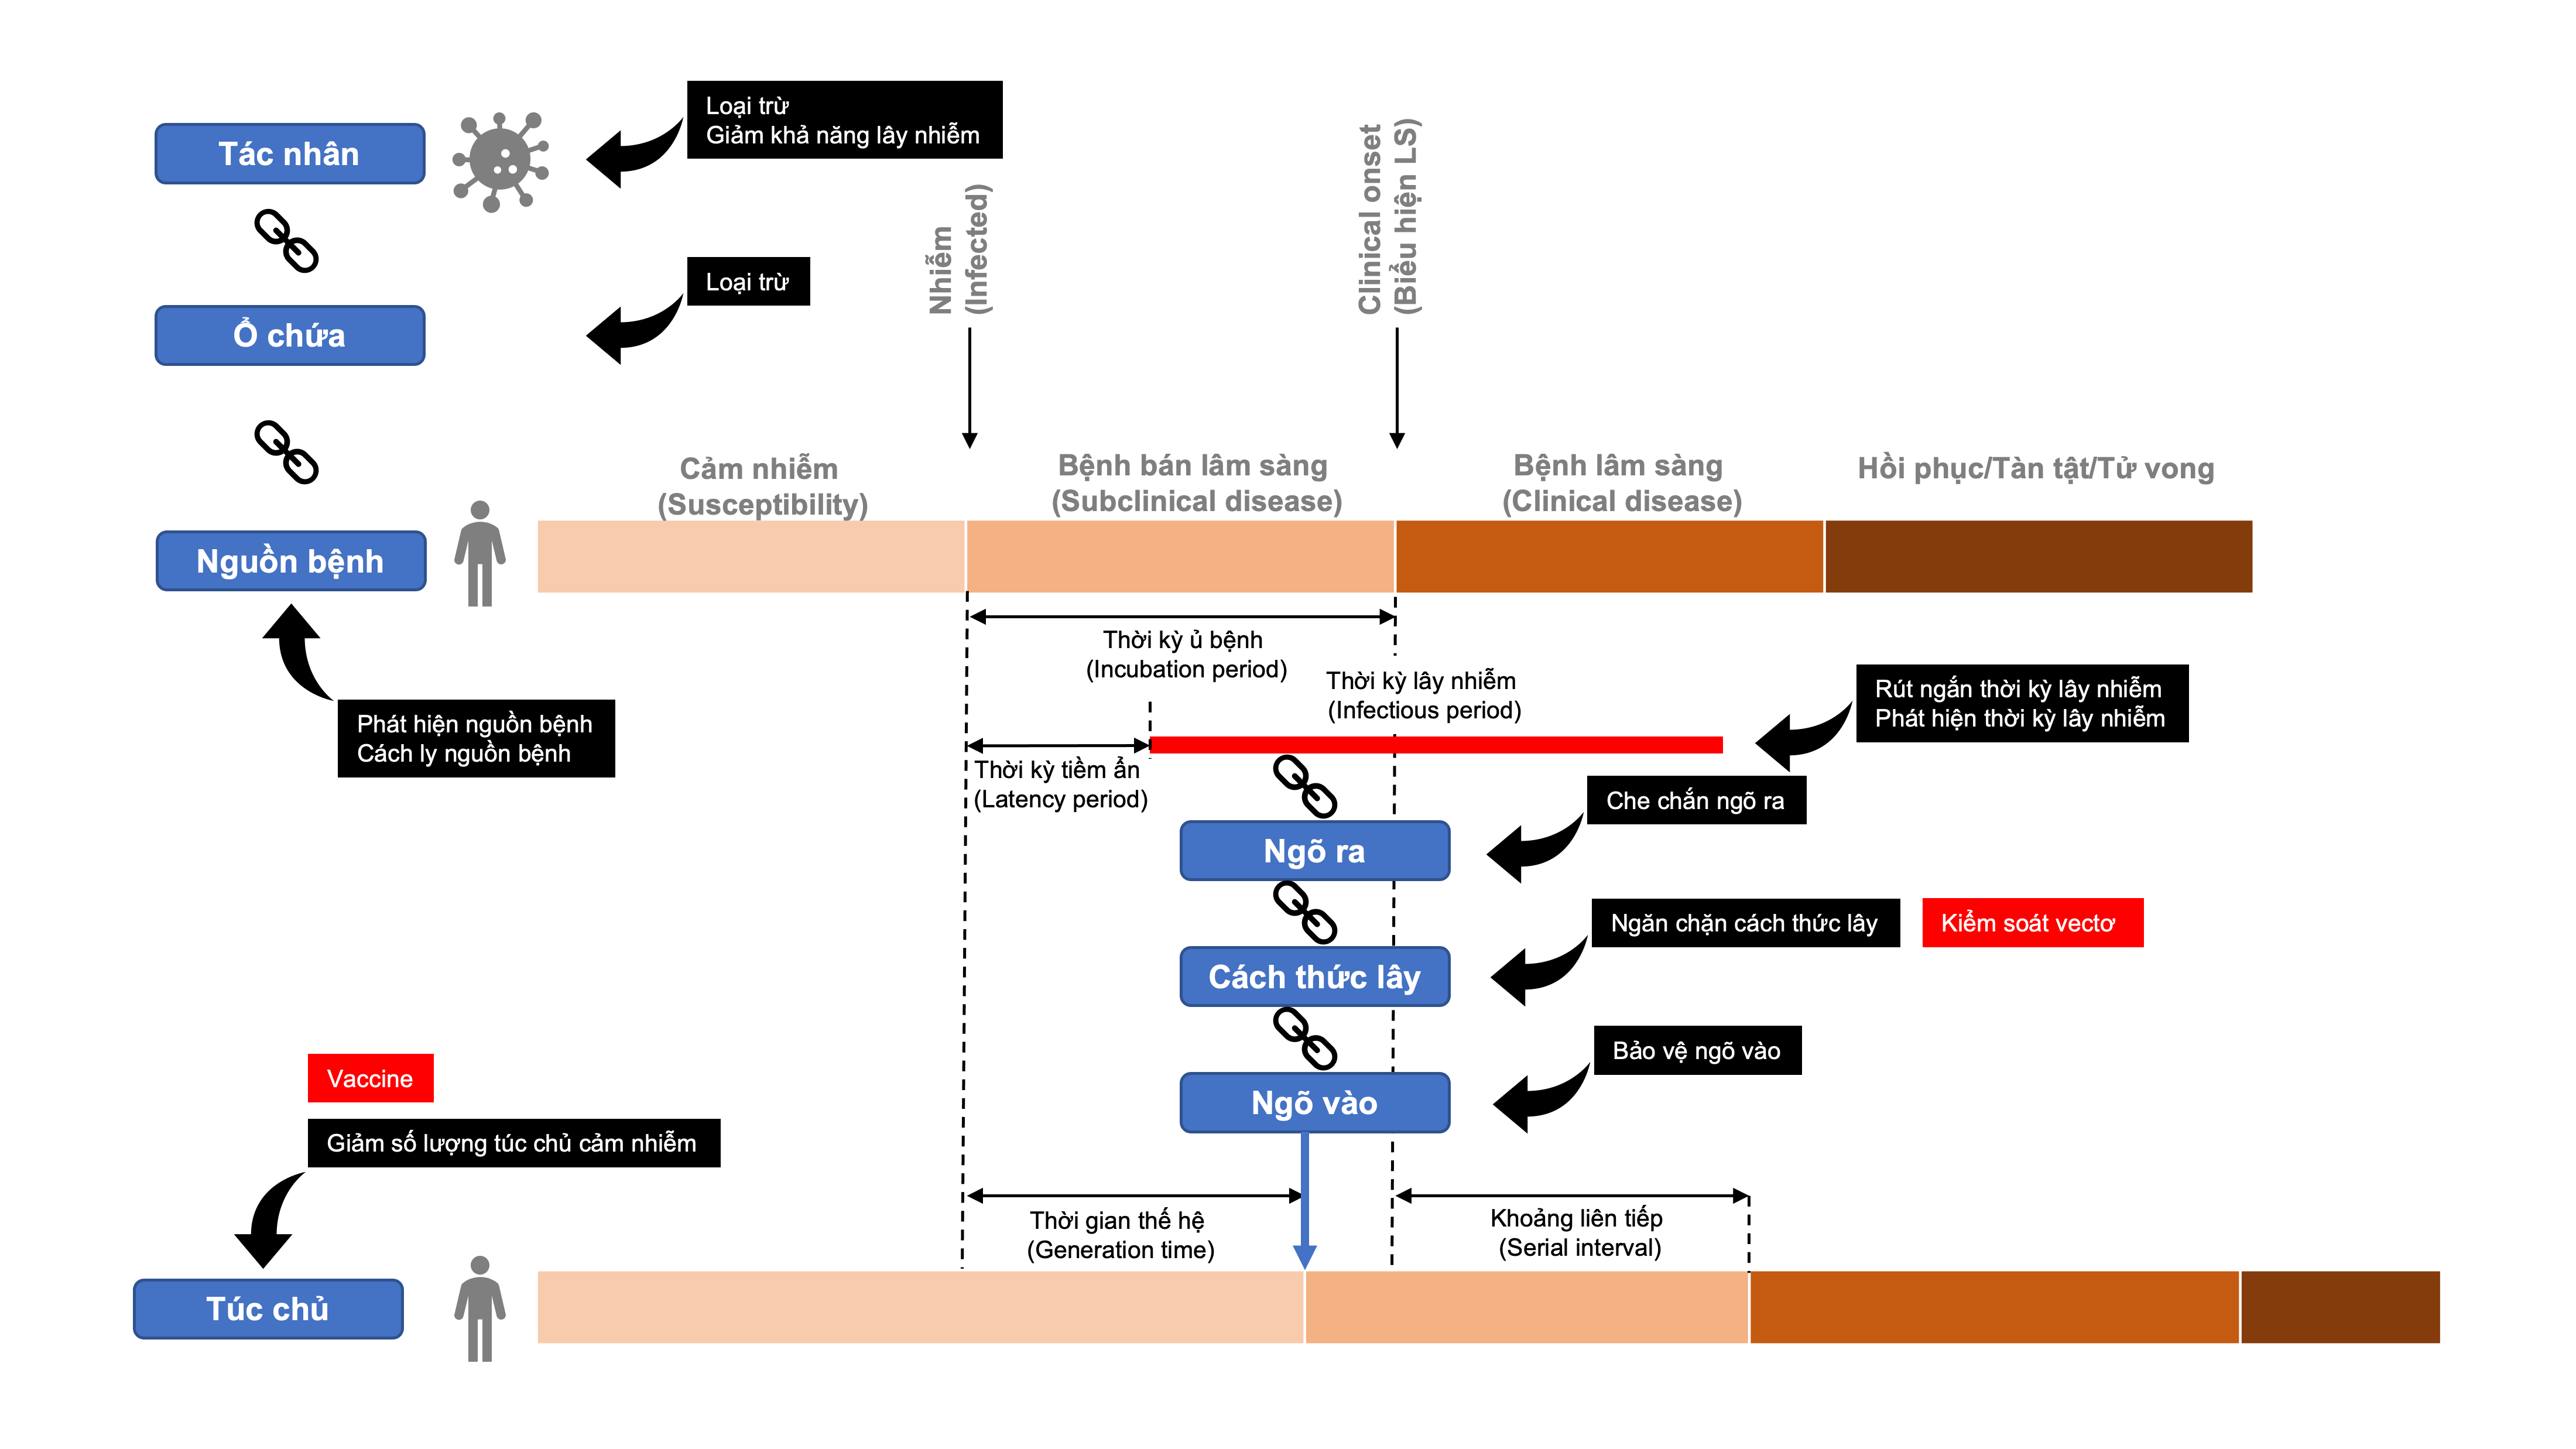 Loại trừ
Giảm khả năng lây nhiễm
Tác nhân
Nhiễm
(Infected)
Clinical onset
(Biểu hiện LS)
Loại trừ
Ổ chứa
Cảm nhiễm
(Susceptibility)
Bệnh bán lâm sàng
(Subclinical disease)
Bệnh lâm sàng
(Clinical disease)
Hồi phục/Tàn tật/Tử vong
Nguồn bệnh
Thời kỳ ủ bệnh
(Incubation period)
Thời kỳ lây nhiễm
(Infectious period)
Rút ngắn thời kỳ lây nhiễm
Phát hiện thời kỳ lây nhiễm
Phát hiện nguồn bệnh
Cách ly nguồn bệnh
Thời kỳ tiềm ẩn
(Latency period)
Che chắn ngõ ra
Ngõ ra
Ngăn chặn cách thức lây
Kiểm soát vectơ
Cách thức lây
Bảo vệ ngõ vào
Ngõ vào
Vaccine
Giảm số lượng túc chủ cảm nhiễm
Thời gian thế hệ
(Generation time)
Khoảng liên tiếp
(Serial interval)
Túc chủ